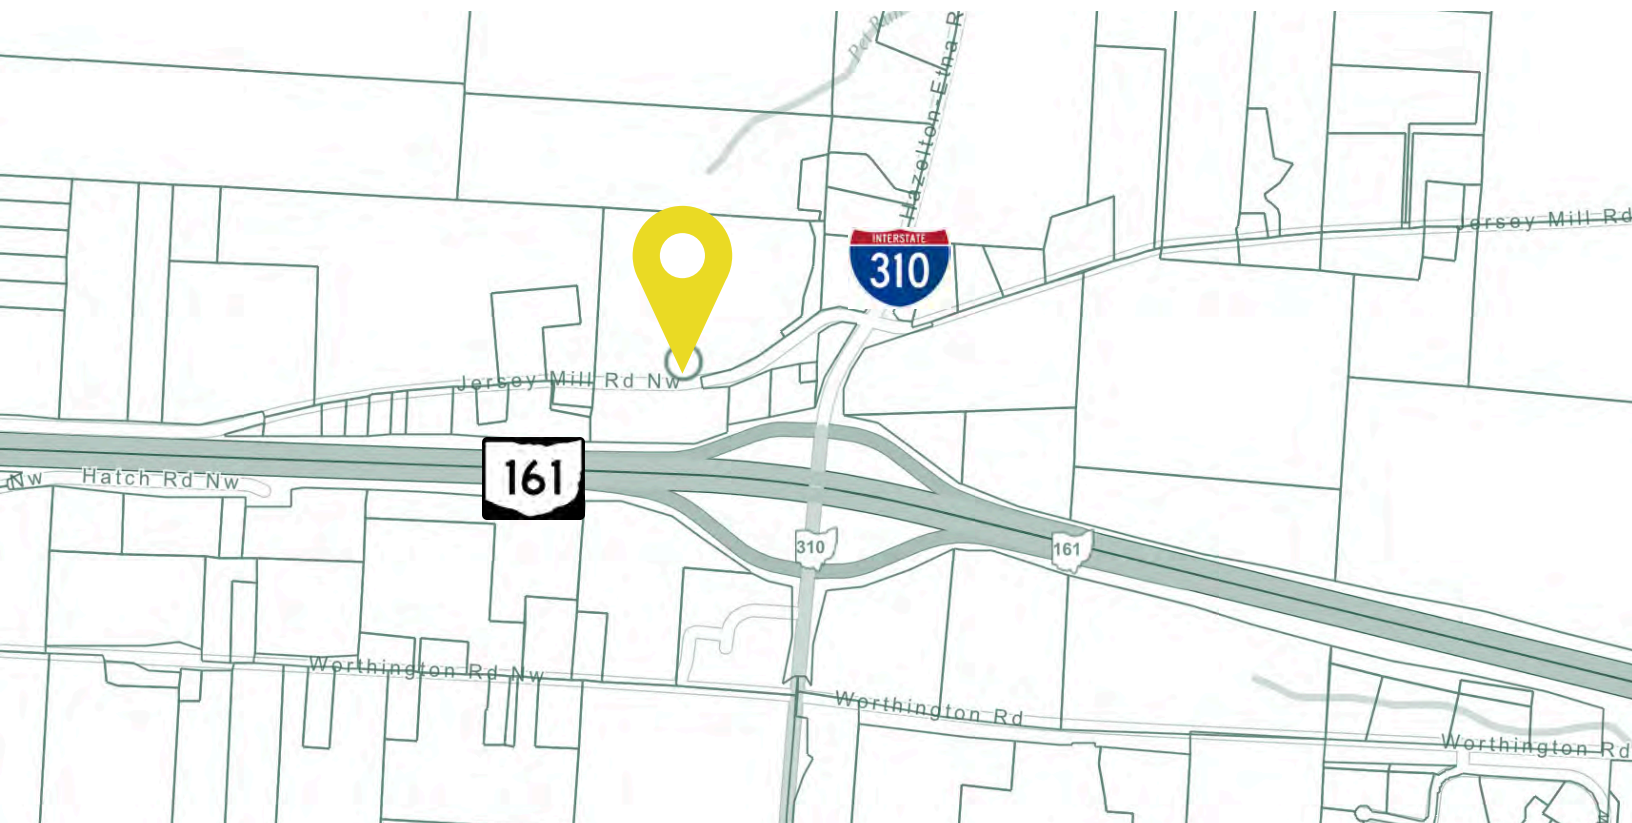 Hazelton-Etna R
Jersey Mill Rd
INTERSTATE
310
Jersey Mill Rd Nw
161
Nw
Hatch Rd Nw
310
161
Worthington Rd Nw
Worthington Rd
Worthington Rd